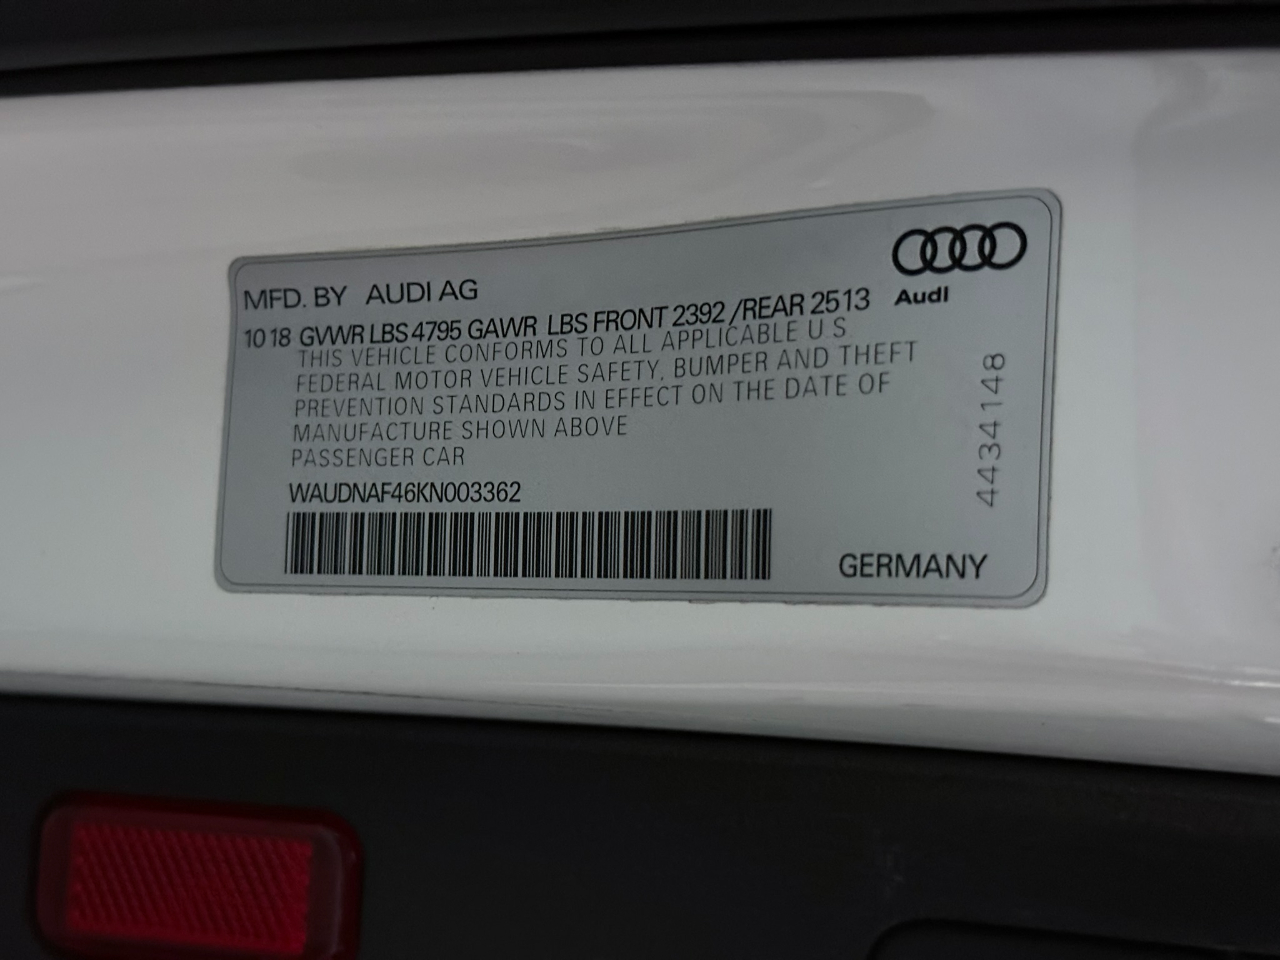 MFD. BY AUDI AG
Audi
10 18 GVWR LBS 4795 GAWR LBS FRONT 2392 /REAR 2513
THIS VEHICLE CONFORMS TO ALL APPLICABLE U S
FEDERAL MOTOR VEHICLE SAFETY, BUMPER AND THEFT
PREVENTION STANDARDS IN EFFECT ON THE DATE OF
MANUFACTURE SHOWN ABOVE
PASSENGER CAR
WAUDNAF46KN003362
GERMANY
4434148